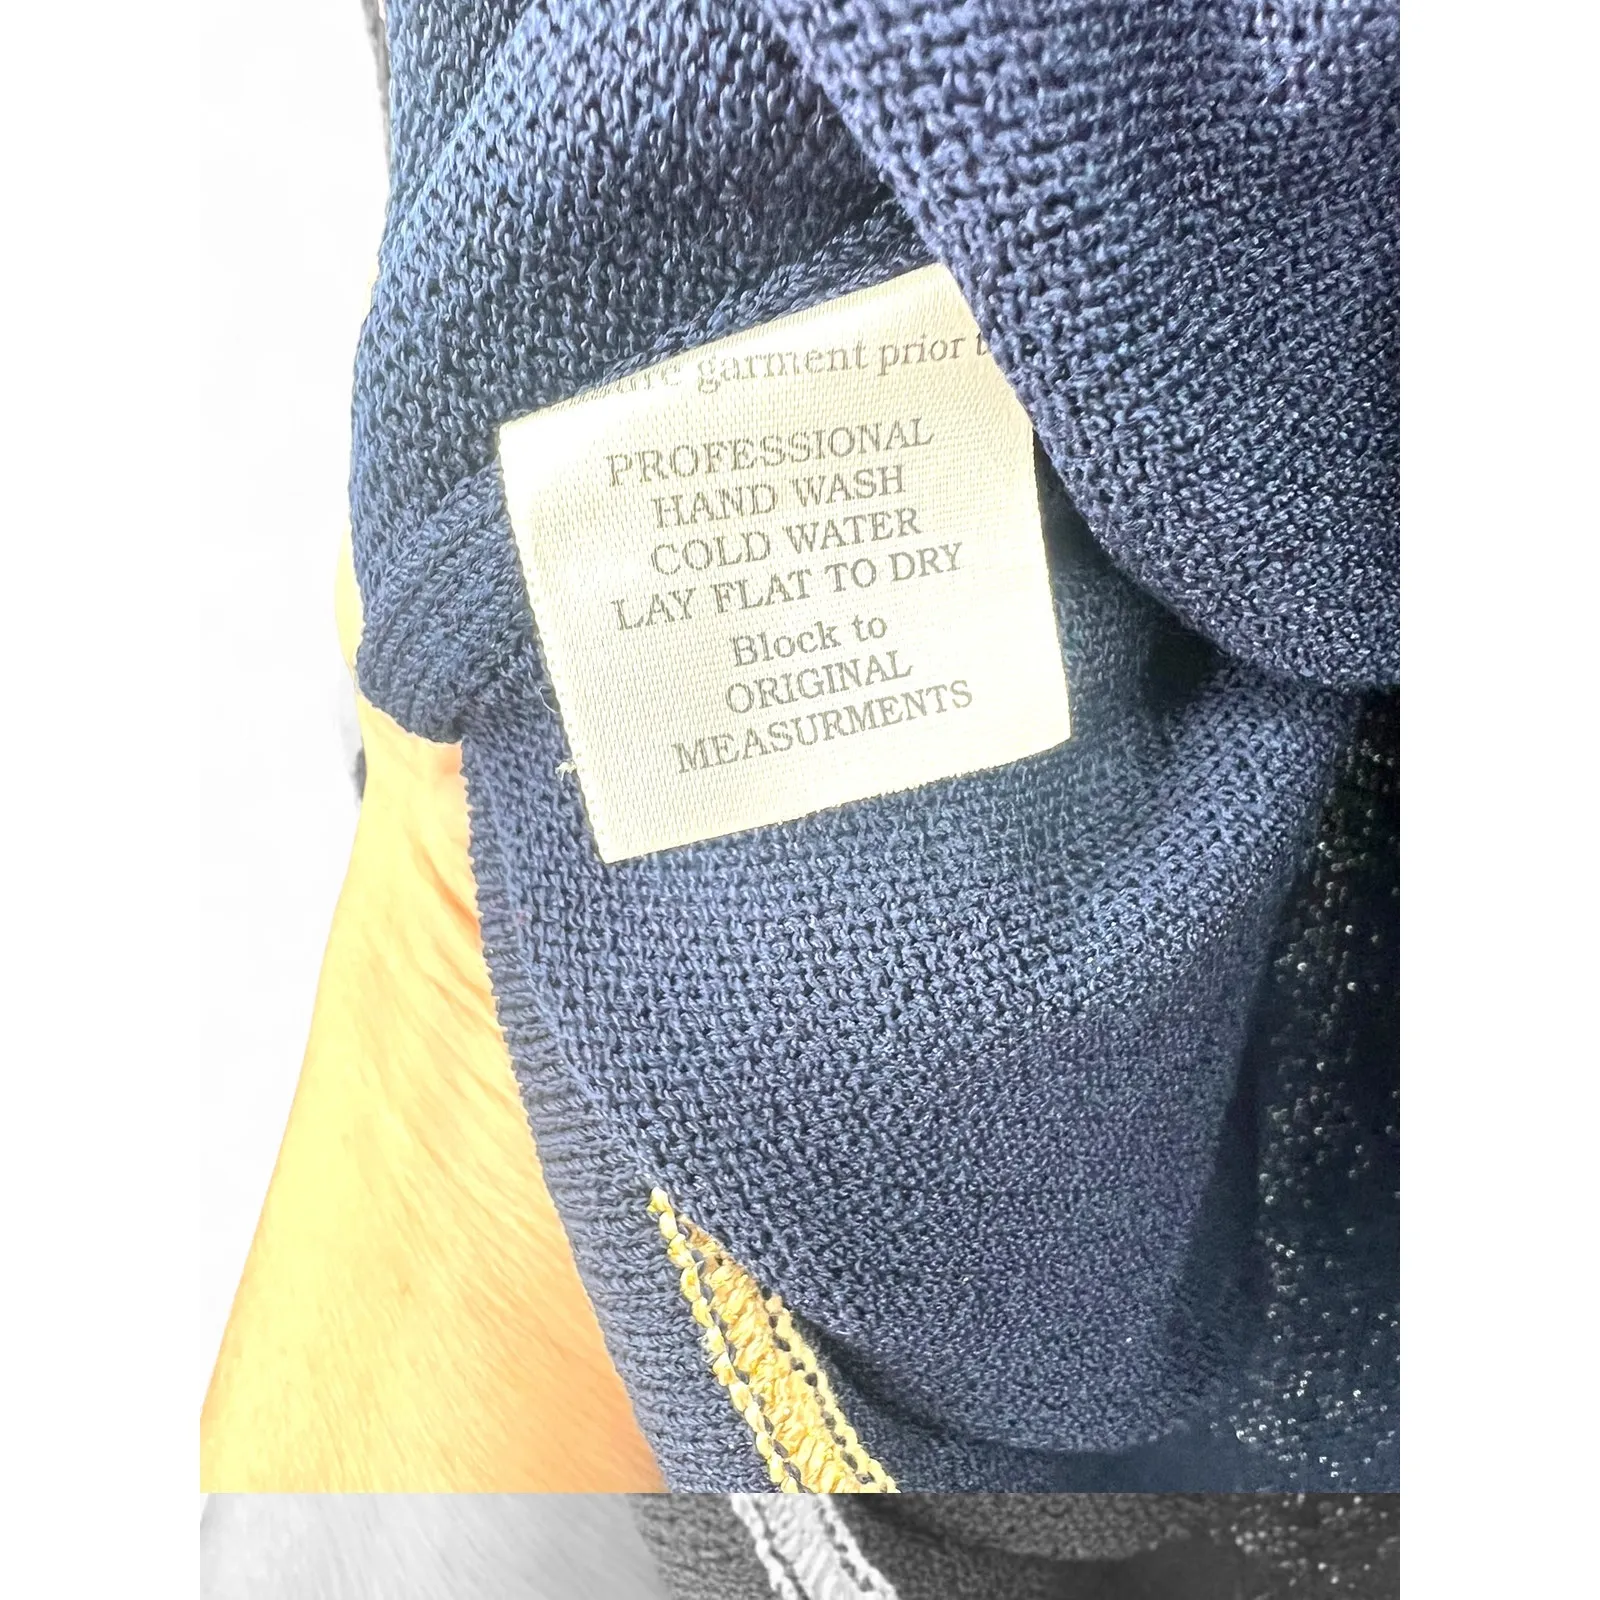 garment prior
PROFESSIONAL
HAND WASH
COLD WATER
LAY FLAT TO DRY
Block to
ORIGINAL
MEASURMENTS